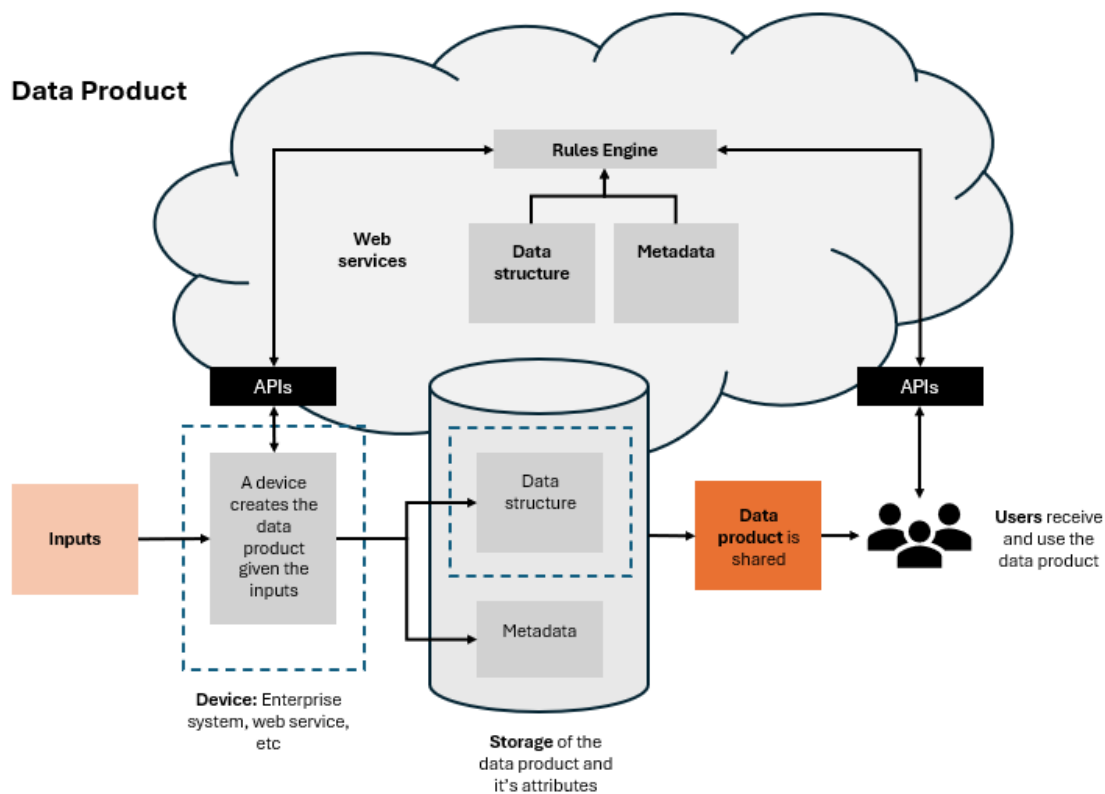 Data Product
Rules Engine
Web
services
Data
structure
Metadata
APIs
APIs
Inputs
A device
creates the
data
product
given the
inputs
Data
structure
Metadata
Data
product is
shared
Users receive
and use the
data product
Device: Enterprise
system, web service,
etc
Storage of the
data product and
it's attributes